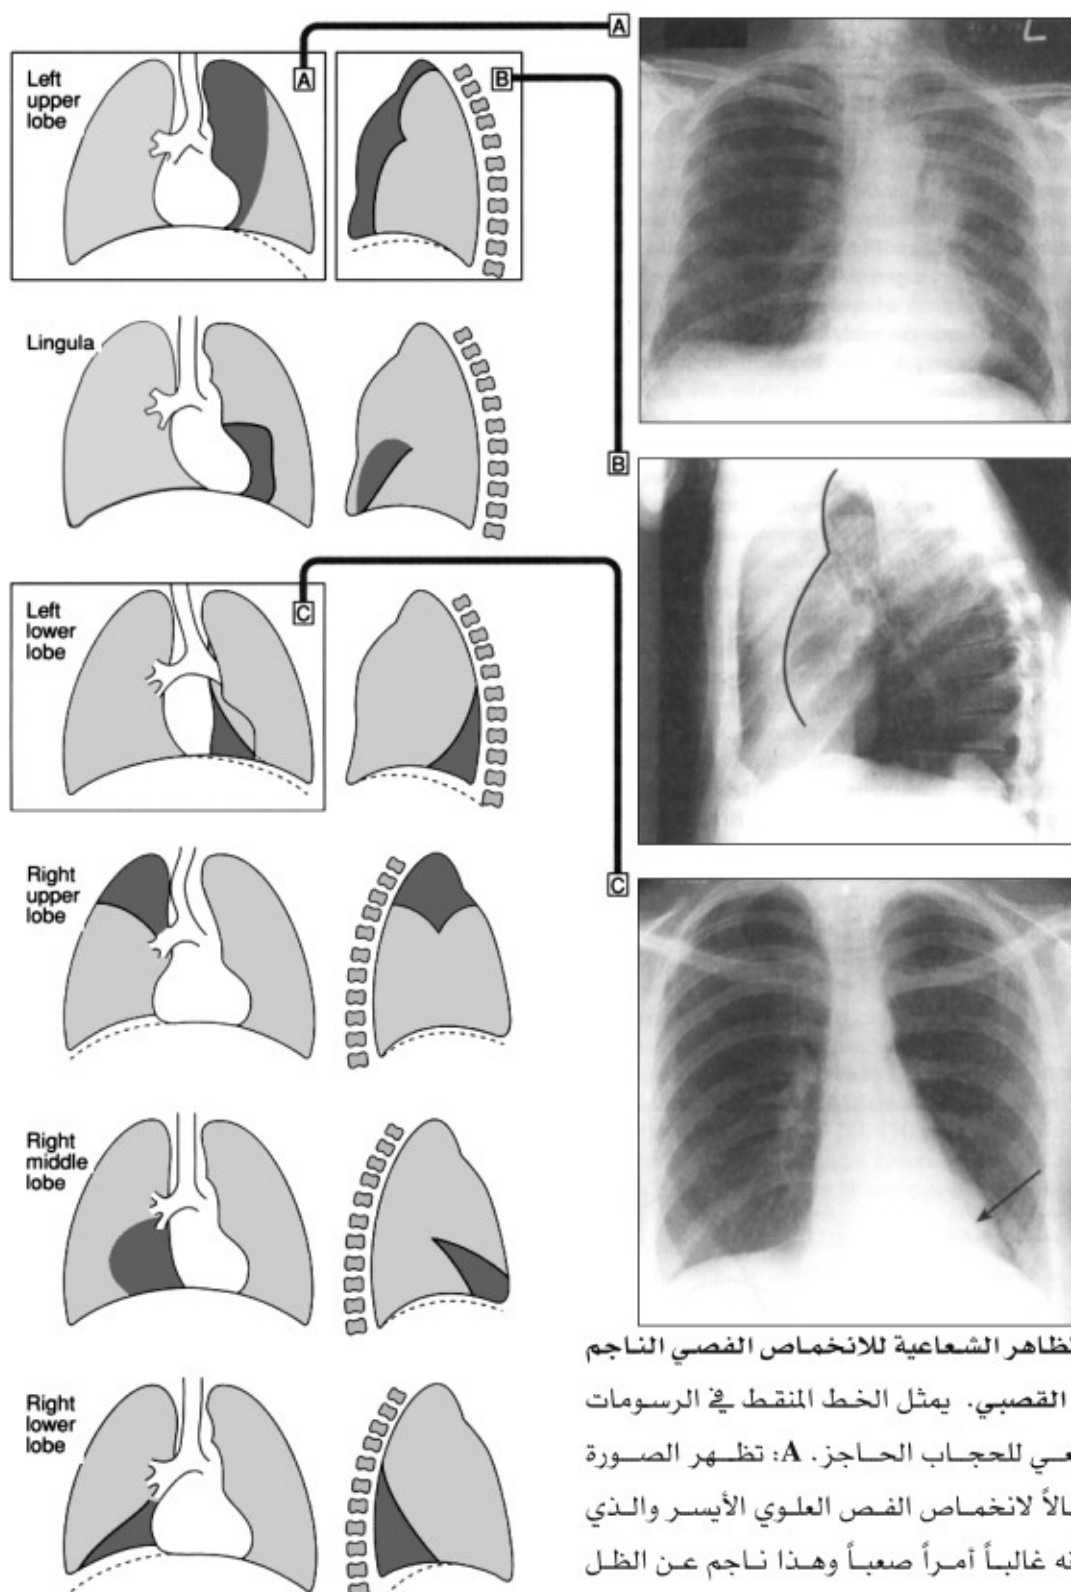 Left
upper
lobe
A
B
A
L
Lingula
B
Left
lower
lobe
C
C
Right
upper
lobe
Right
middle
lobe
Right
lower
lobe
تظاهر الشعاعية للانخماص الفصي الناجم
القصبي. يمثل الخط المنقط في الرسومات
عي للحجاب الحاجز. A: تظهر الصورة
الاً لانخماص الفص العلوي الأيسر والذي
ه غالباً أمراً صعباً وهذا ناجم عن الظل